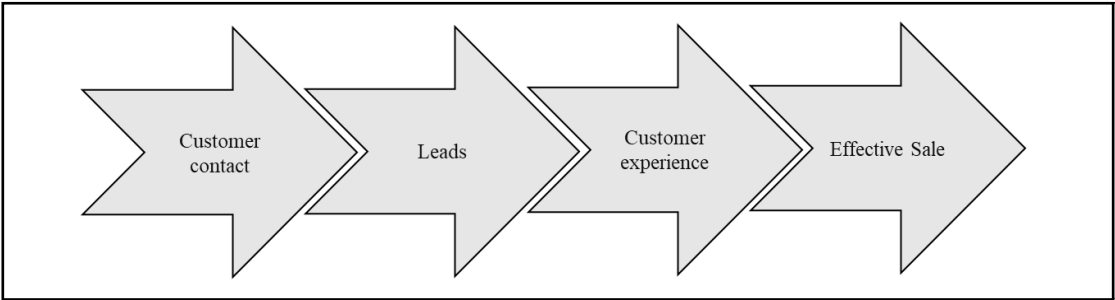 Customer
contact
Leads
Customer
experience
Effective Sale